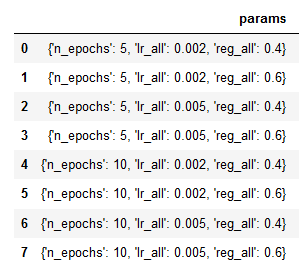 params
0 {'n_epochs': 5, 'lr_all': 0.002, 'reg_all': 0.4}
1 {'n_epochs': 5, 'lr_all': 0.002, 'reg_all': 0.6}
2 {'n_epochs': 5, 'lr_all': 0.005, 'reg_all': 0.4}
3 {'n_epochs': 5, 'lr_all': 0.005, 'reg_all': 0.6}
4 {'n_epochs': 10, 'lr_all': 0.002, 'reg_all': 0.4}
5 {'n_epochs': 10, 'lr_all': 0.002, 'reg_all': 0.6}
6 {'n_epochs': 10, 'lr_all': 0.005, 'reg_all': 0.4}
7 {'n_epochs': 10, 'lr_all': 0.005, 'reg_all': 0.6}